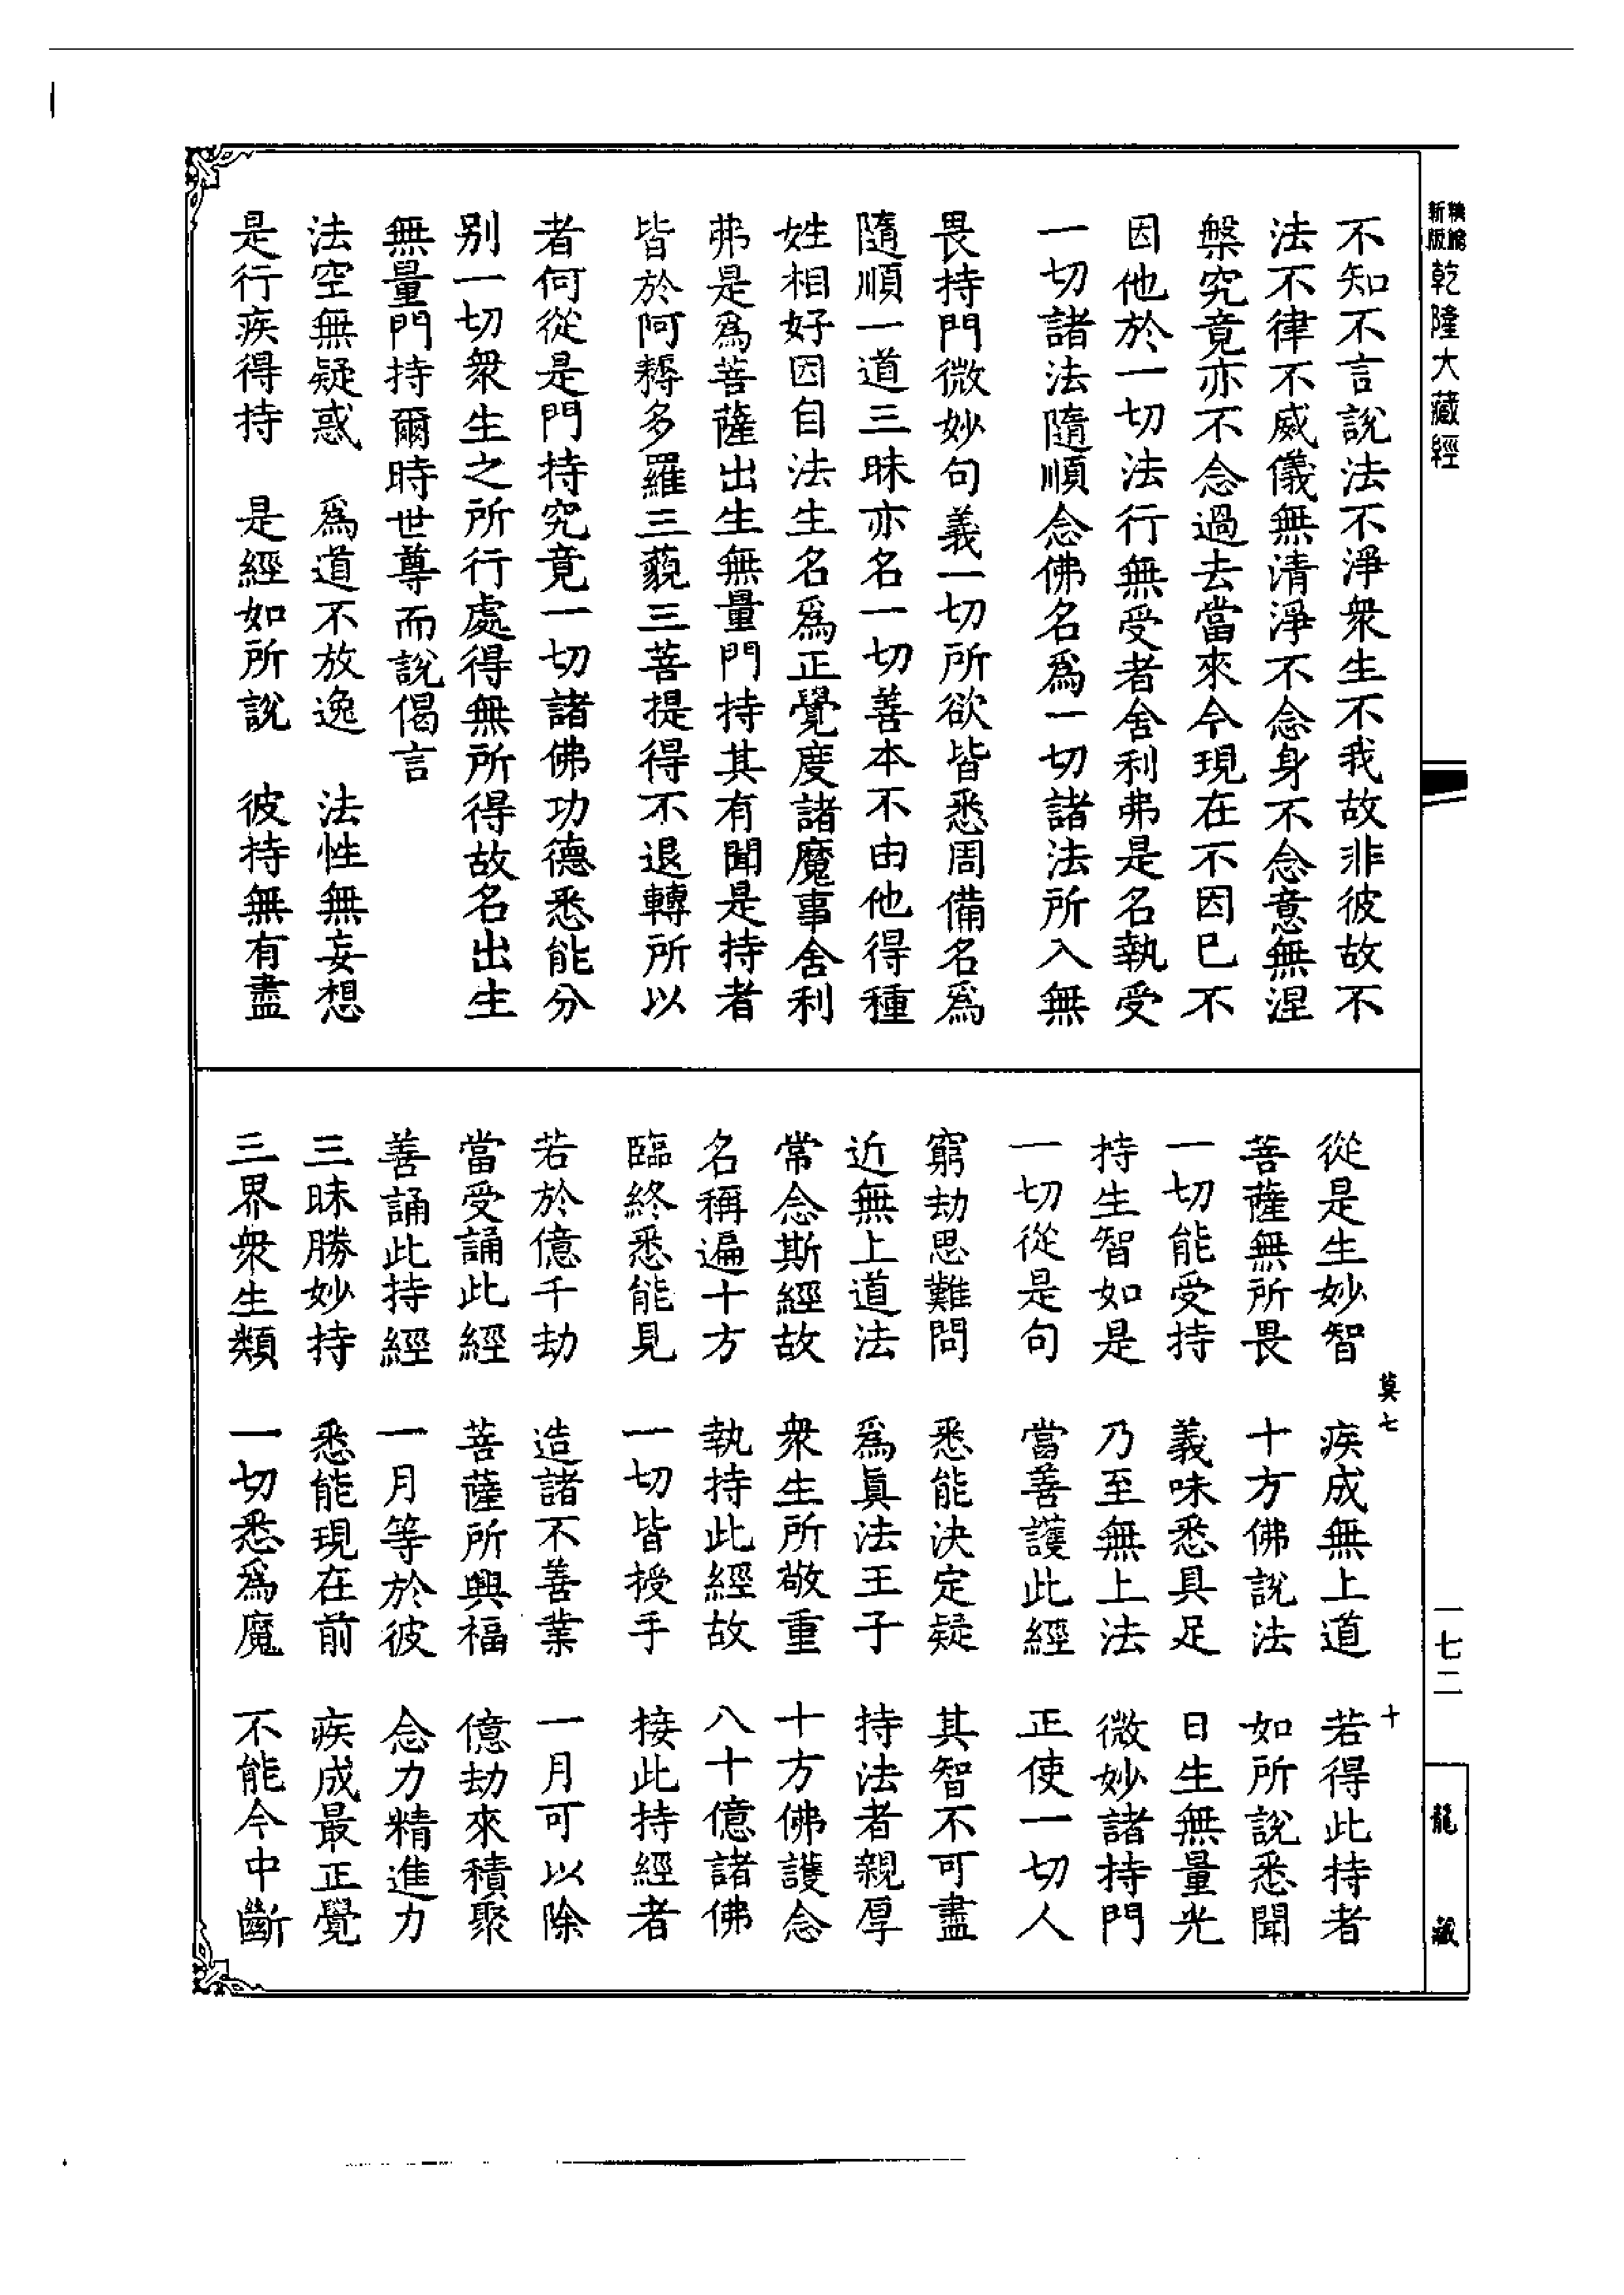 新版
乾隆大藏經
不知不言說法不淨衆生不我故非彼故不
法不律不威儀無清淨不念身不念意無涅
槃究竟亦不念過去當來今現在不因已不
因他於一切法行無受者舍利弗是名執受
一切諸法隨順念佛名爲一切諸法所入無
畏持門微妙句義一切所欲皆悉周備名爲
隨順一道三昧亦名一切善本不由他得種
姓相好因自法生名爲正覺度諸魔事舍利
弗是爲菩薩出生無量門持其有聞是持者
皆於阿耨多羅三藐三菩提得不退轉所以
者何從是門持究竟一切諸佛功德悉能分
别一切衆生之所行處得無所得故名出生
無量門持爾時世尊而說偈言
法空無疑惑　爲道不放逸　法性無妄想
是行疾得持　是經如所說　彼持無有盡
從是生妙智　疾成無上道　若得此持者
菩薩無所畏　十方佛說法　如所說悉聞
一切能受持　義味悉具足　日生無量光
持生智如是　乃至無上法　微妙諸持門
一切從是句　當善護此經　正使一切人
窮劫思難問　悉能決定疑　其智不可盡
近無上道法　爲眞法王子　持法者親厚
常念斯經故　衆生所敬重　十方佛護念
名稱遍十方　執持此經故　八十億諸佛
臨終悉能見　一切皆授手　接此持經者
若於億千劫　造諸不善業　一月可以除
當受誦此經　菩薩所興福　億劫來積聚
善誦此持經　一月等於彼　念力精進力
三昧勝妙持　悉能現在前　疾成最正覺
三界衆生類　一切悉爲魔　不能令中斷
莫七
十
一七二
龍藏